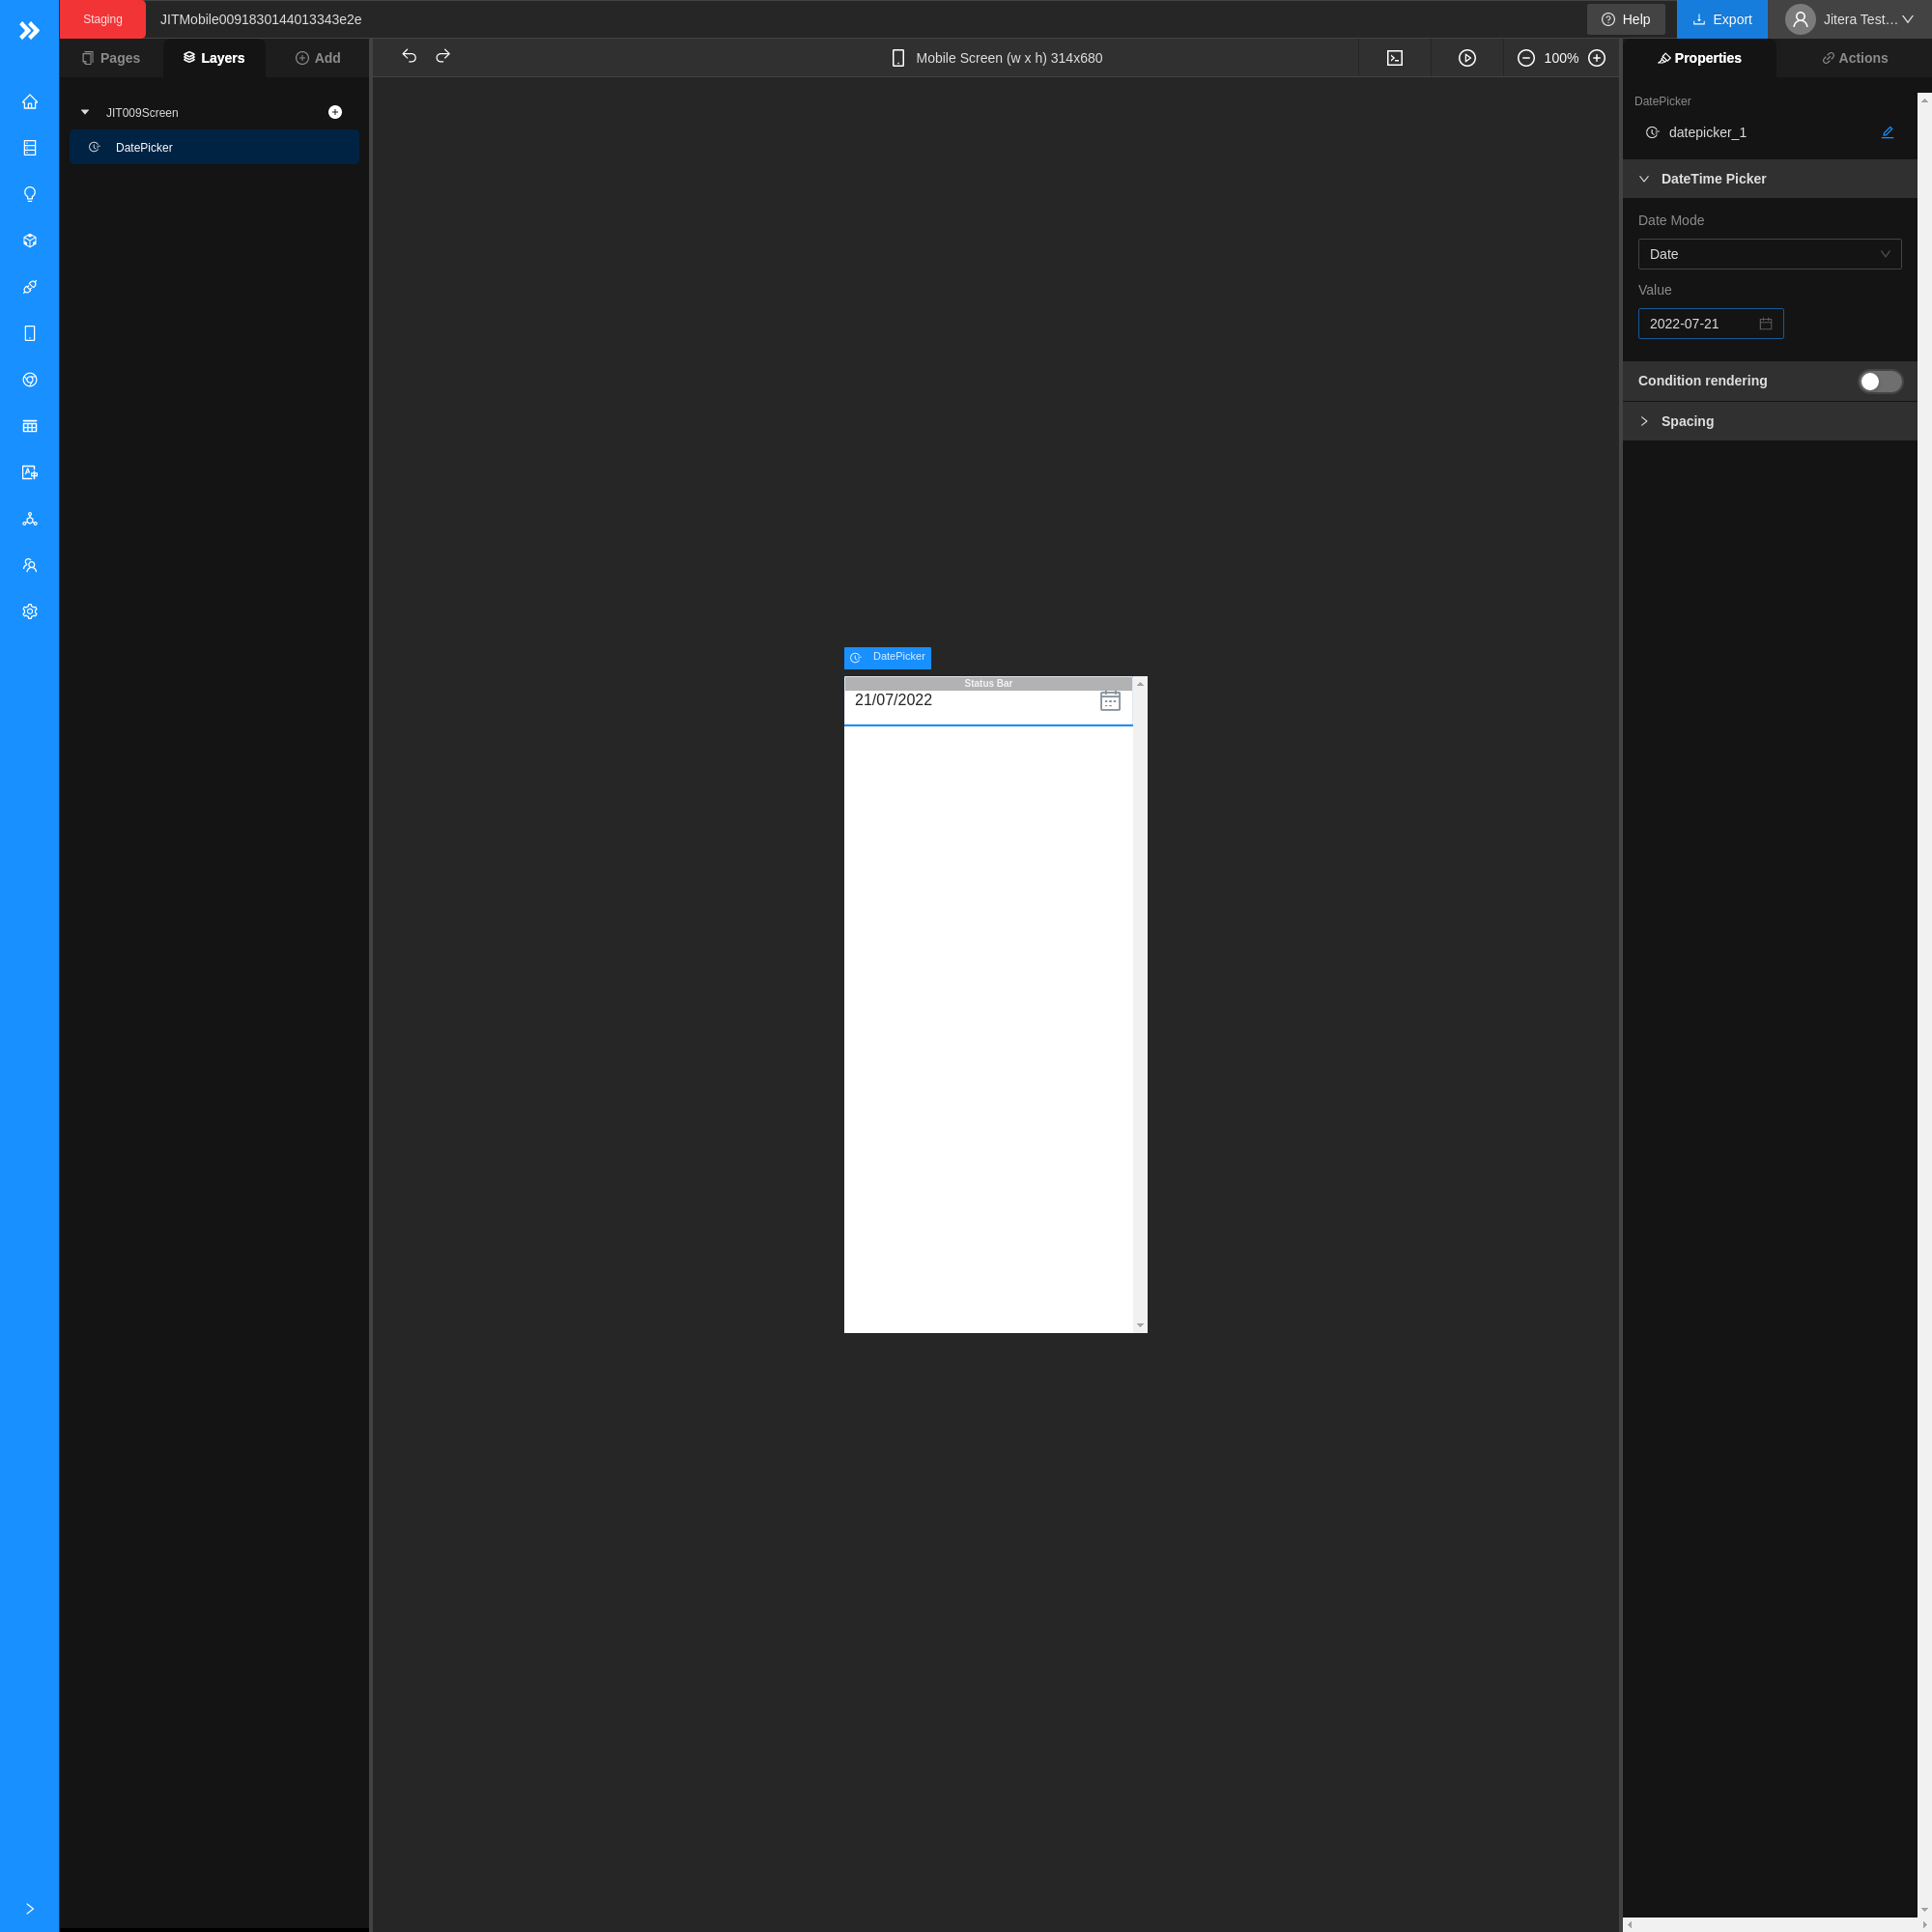 Staging
JITMobile0091830144013343e2e
Help
Export
Jitera Test...
Pages
Layers
Add
Mobile Screen (w x h) 314x680
100%
Properties
Actions
JIT009Screen
DatePicker
DatePicker
datepicker_1
DateTime Picker
Date Mode
Date
Value
2022-07-21
Condition rendering
Spacing
DatePicker
Status Bar
21/07/2022